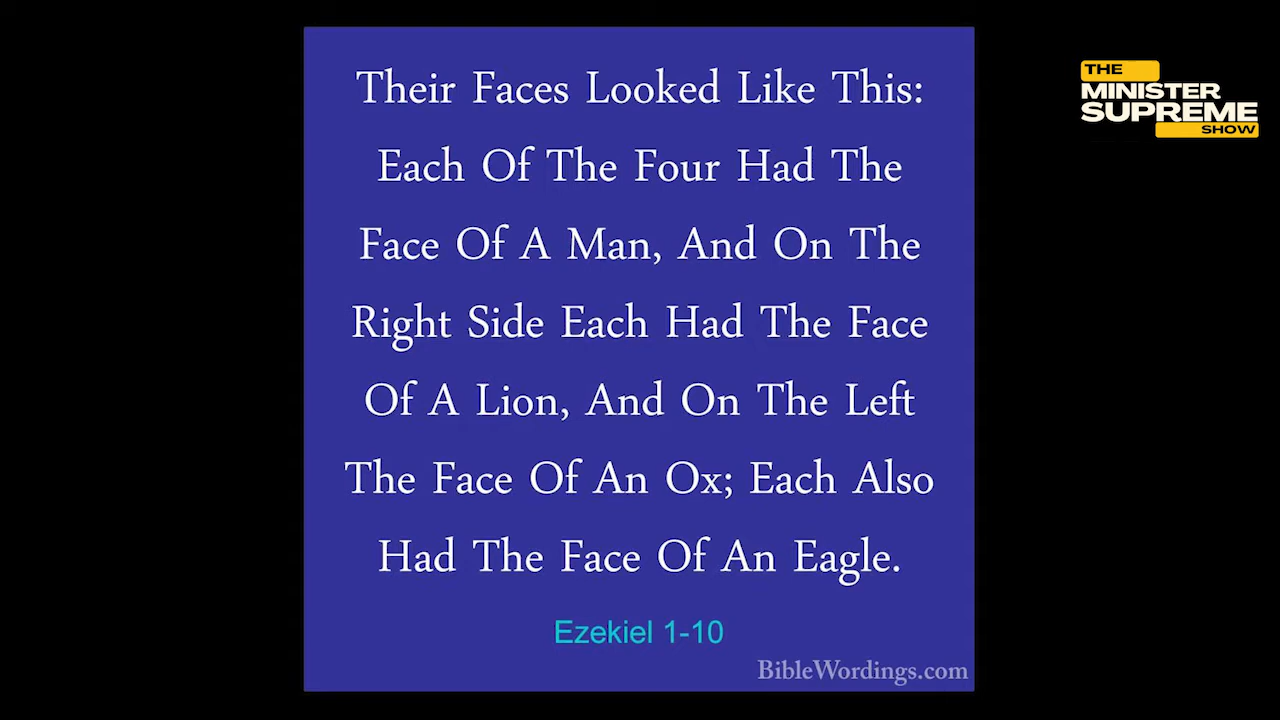 Their Faces Looked Like This:
Each Of The Four Had The
Face Of A Man, And On The
Right Side Each Had The Face
Of A Lion, And On The Left
The Face Of An Ox; Each Also
Had The Face Of An Eagle.
Ezekiel 1-10
BibleWordings.com
THE
MINISTER
SUPREME
SHOW